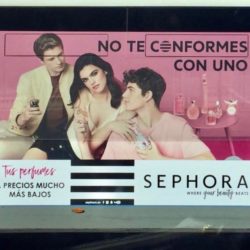 NO TE CONFORMES
CON UNO
Tus perfumes
PRECIOS MUCHO
MÁS BAJOS
SEPHORA
WHERE your beauty BEATS